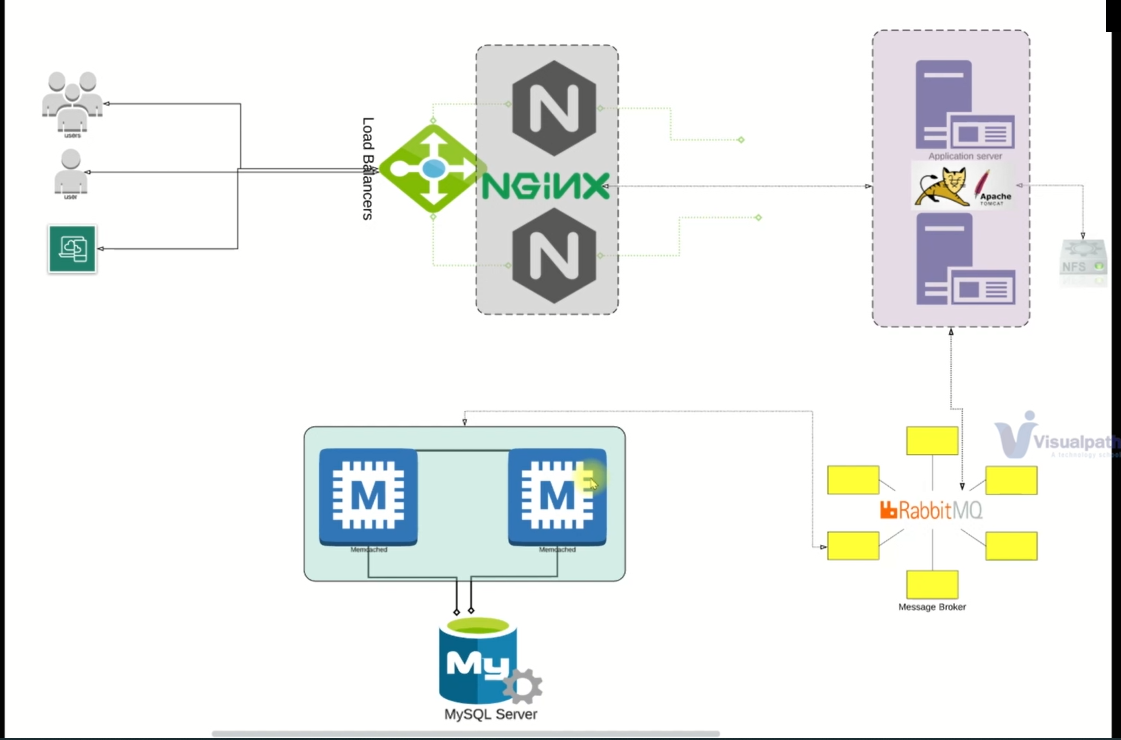 users
user
Load Balancers
N
NGiNX
N
Application server
Apache
TOMCAT
NFS
M
Memcached
M
Memcached
My
MySQL Server
RabbitMQ
Message Broker
Visualpath
A technology school